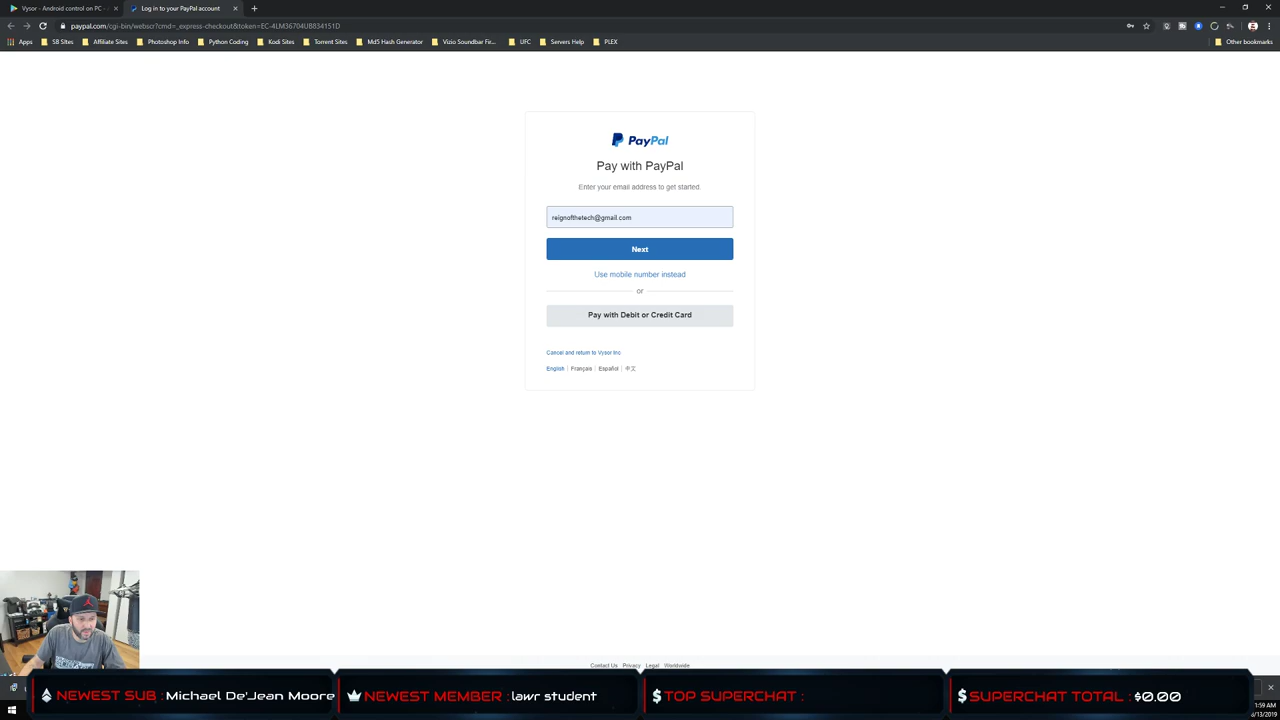 Vysor - Android control on PC -
Log in to your PayPal account
paypal.com/cgi-bin/webscr?cmd=_express-checkout&token=EC-4LM36704UB834151D
Apps
SB Sites
Affiliate Sites
Photoshop Info
Python Coding
Kodi Sites
Torrent Sites
Md5 Hash Generator
Vizio Soundbar Fir...
UFC
Servers Help
PLEX
Other bookmarks
PayPal
Pay with PayPal
Enter your email address to get started.
reignofthetech@gmail.com
Next
Use mobile number instead
or
Pay with Debit or Credit Card
Cancel and return to Vysor Inc
English | Français | Español | 中文
Contact Us Privacy Legal Worldwide
NEWEST SUB : Michael De'Jean Moore
NEWEST MEMBER : lawr student
$ TOP SUPERCHAT :
$ SUPERCHAT TOTAL : $0.00
1:59 AM
6/13/2019